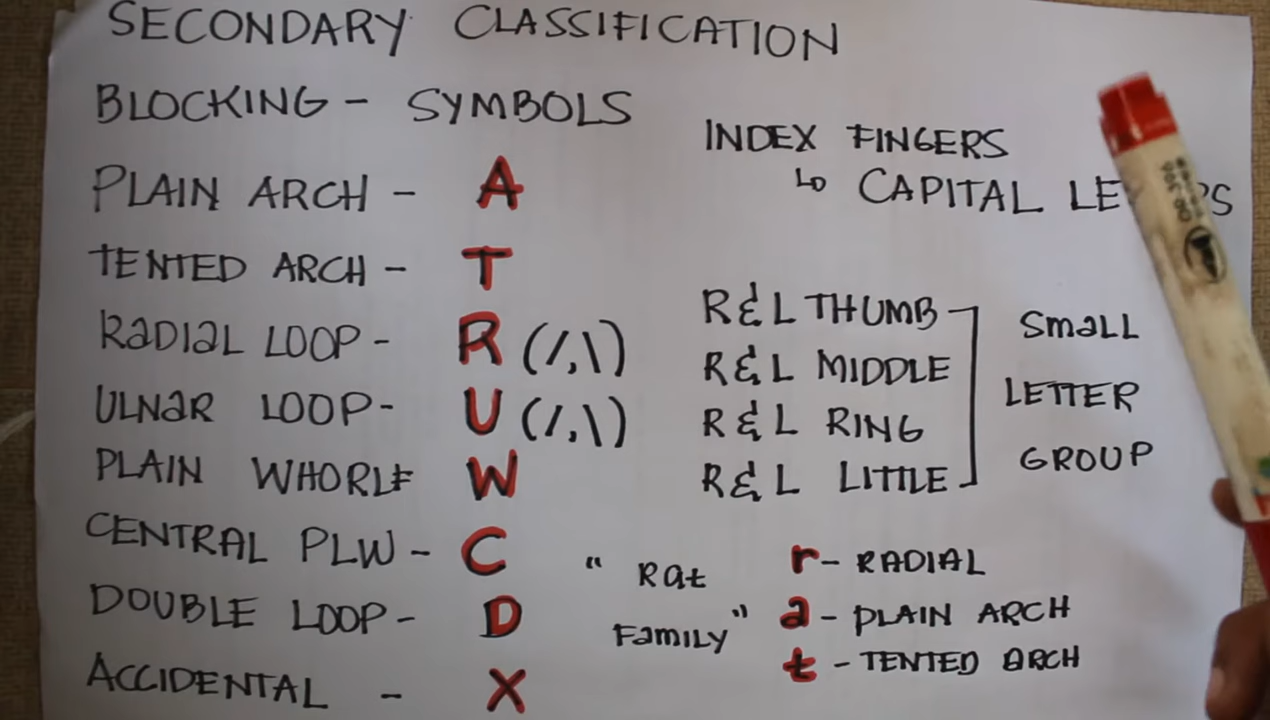 SECONDARY CLASSIFICATION
BLOCKING - SYMBOLS
PLAIN ARCH - A
TENTED ARCH - T
RADIAL LOOP - R (/,\)
ULNAR LOOP - U (/,\)
PLAIN WHORLE W
CENTRAL PLW - C
DOUBLE LOOP - D
ACCIDENTAL - X
INDEX FINGERS
CAPITAL
R & L THUMB
R & L MIDDLE
R & L RING
R & L LITTLE
SMALL
LETTER
GROUP
" Rat
Family "
r - RADIAL
a - PLAIN ARCH
t - TENTED ARCH